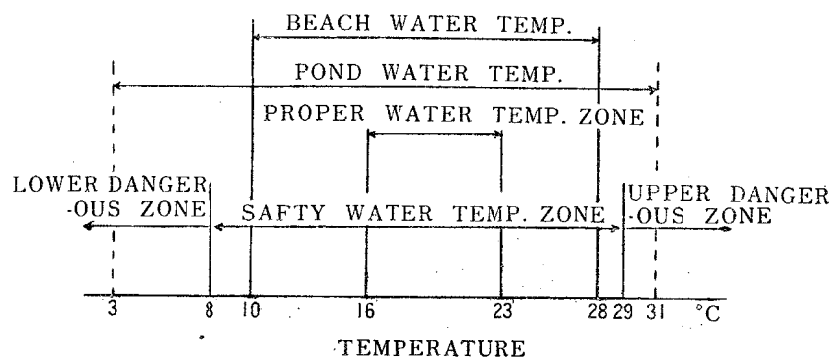 BEACH WATER TEMP.
POND WATER TEMP.
PROPER WATER TEMP. ZONE
LOWER DANGER
-OUS ZONE
SAFTY WATER TEMP. ZONE
UPPER DANGER
-OUS ZONE
3 8 10 16 23 28 29 31 °C
TEMPERATURE